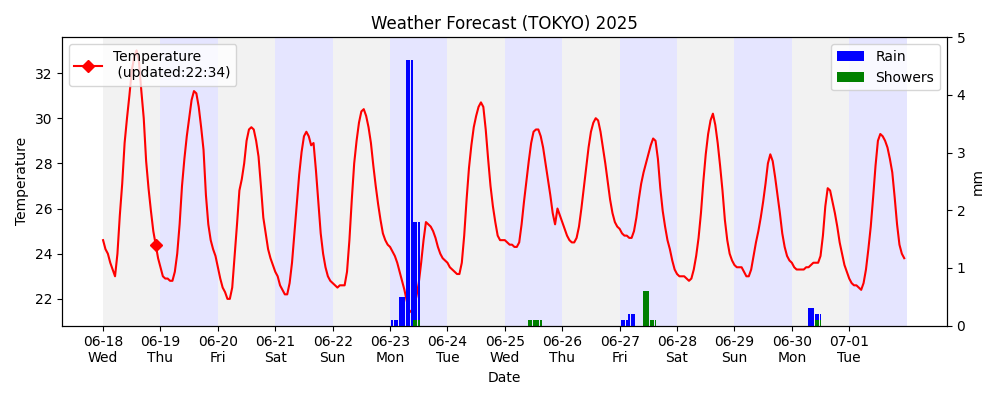 Weather Forecast (TOKYO) 2025
Temperature
(updated:22:34)
Rain
Showers
Temperature
32
30
28
26
24
22
5
4
3
2
1
0
mm
06-18 06-19 06-20 06-21 06-22 06-23 06-24 06-25 06-26 06-27 06-28 06-29 06-30 07-01
Wed Thu Fri Sat Sun Mon Tue Wed Thu Fri Sat Sun Mon Tue
Date